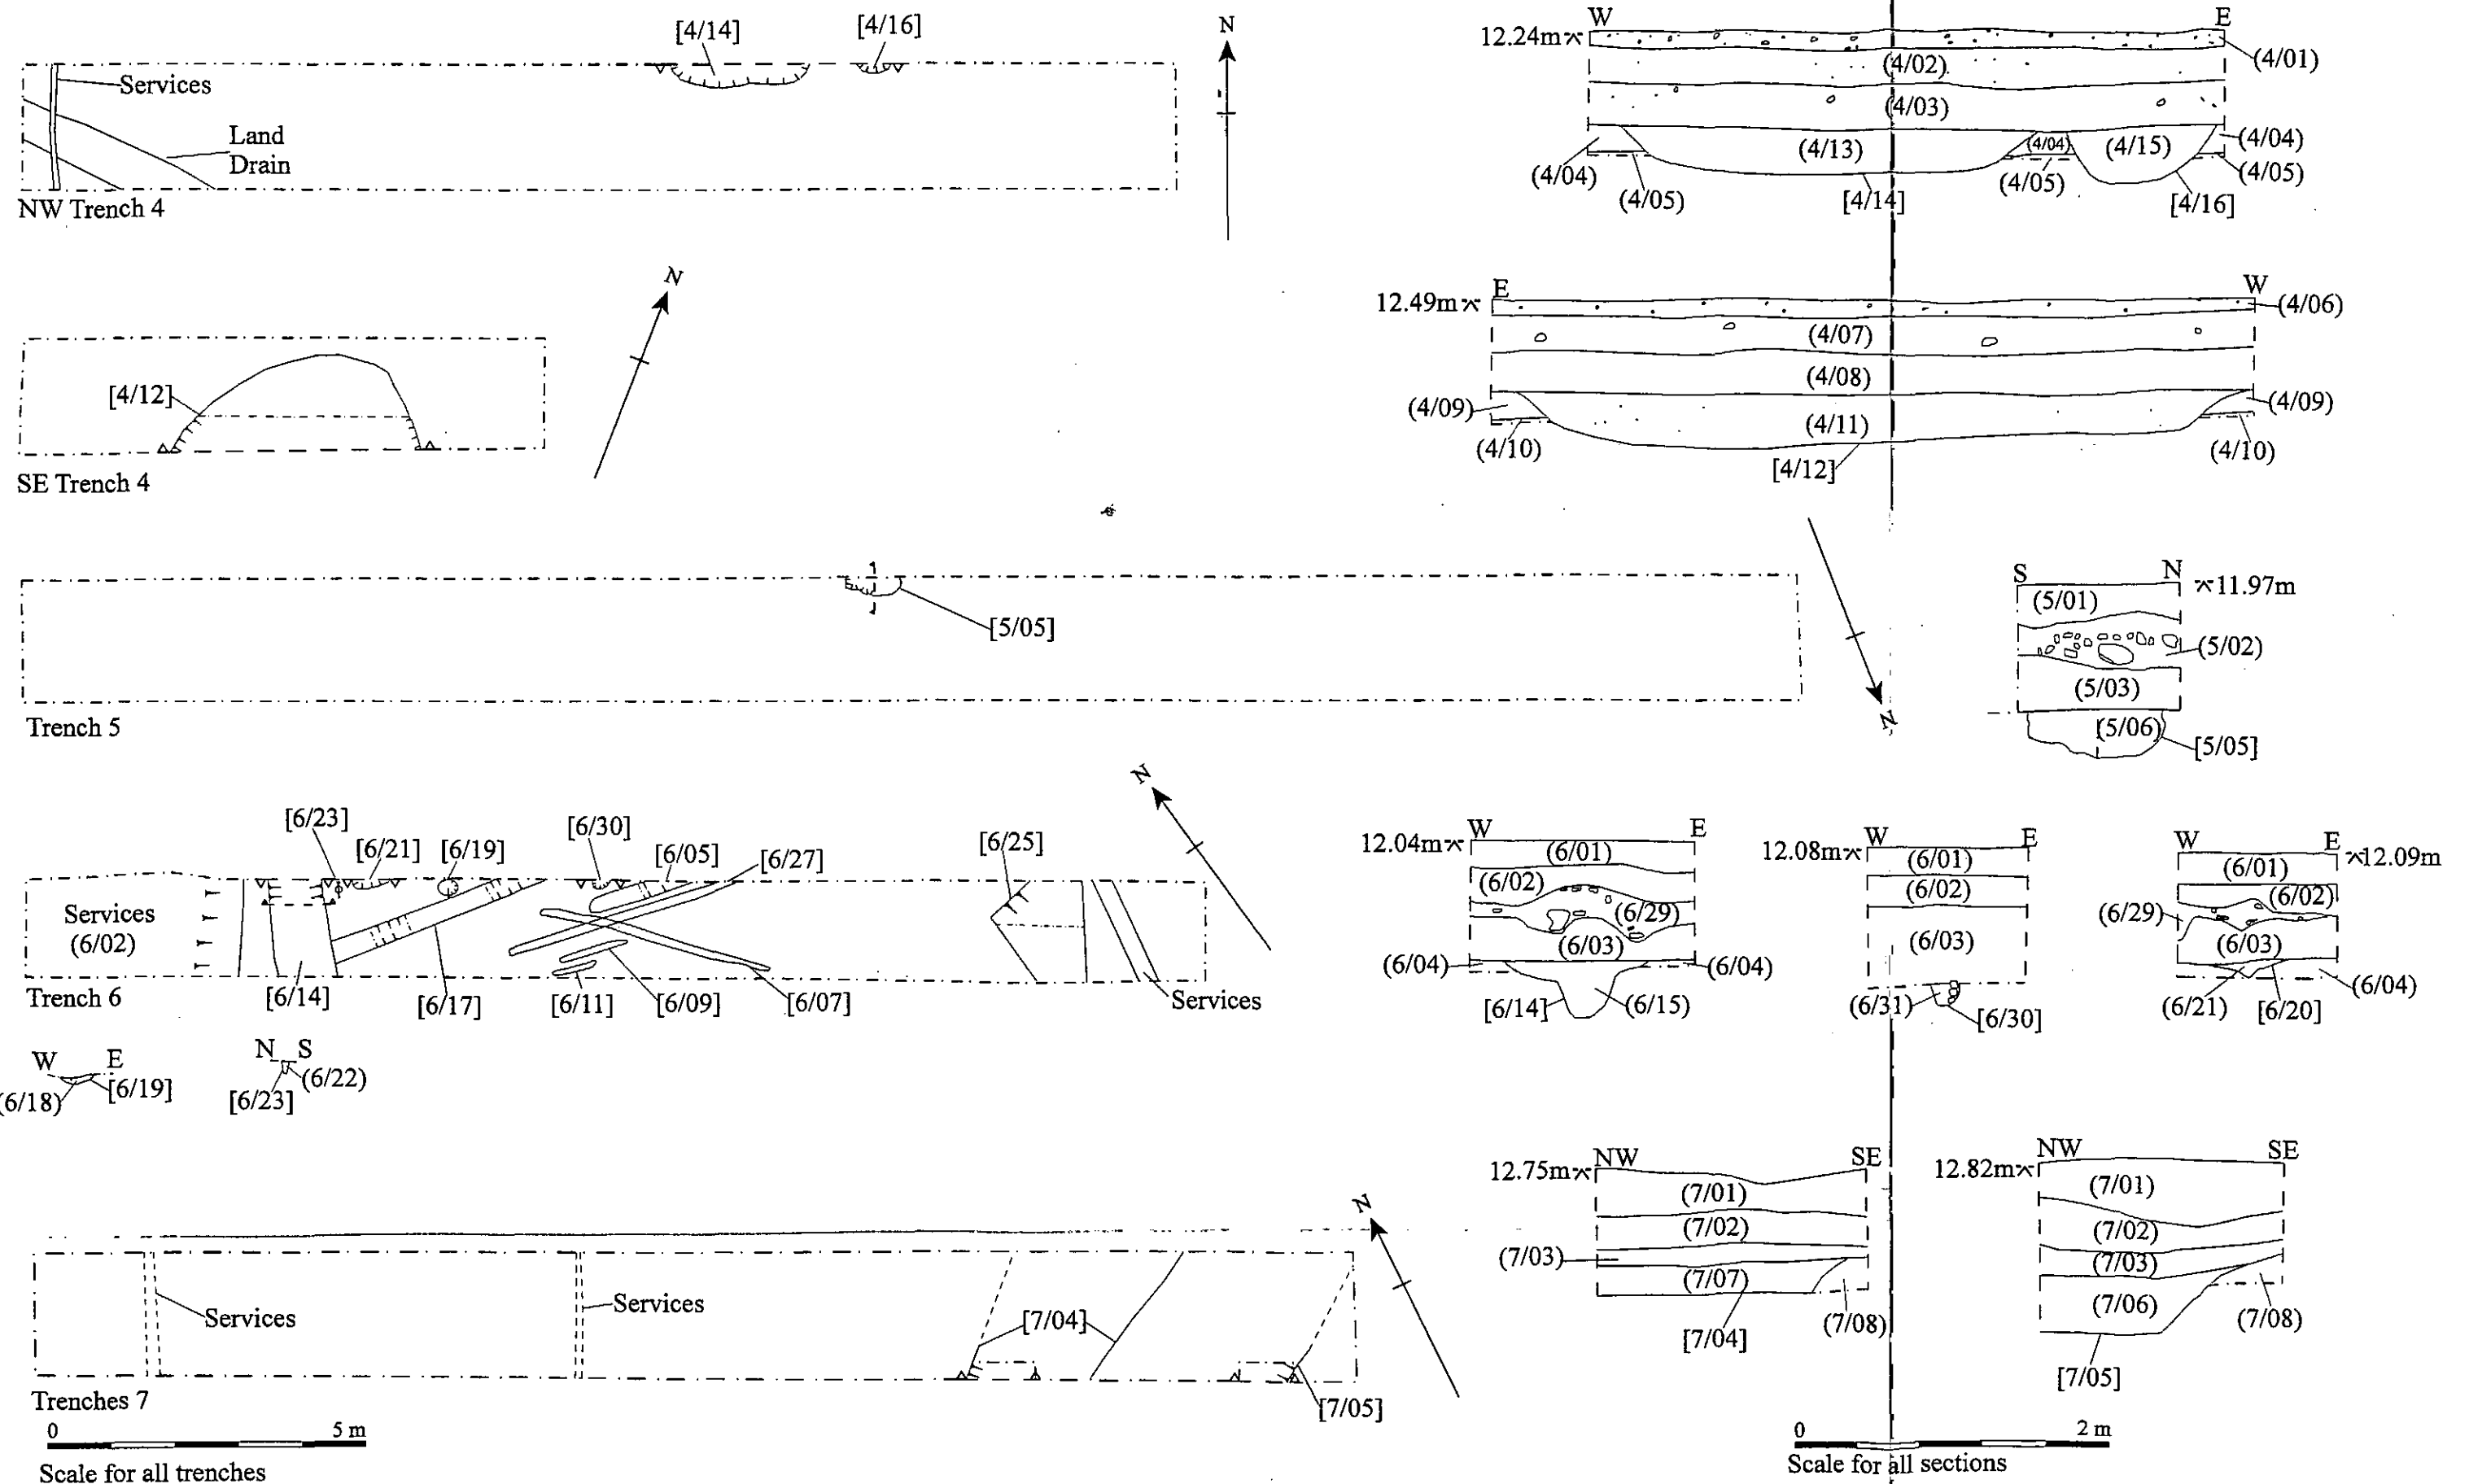 [4/14]
[4/16]
N
Services
Land
Drain
NW Trench 4
W
E
12.24m
(4/01)
(4/02)
(4/03)
(4/04)
(4/13)
(4/04)
(4/15)
(4/04)
(4/05)
(4/05)
(4/05)
[4/14]
[4/16]
N
[4/12]
SE Trench 4
E
W
12.49m
(4/06)
(4/07)
(4/08)
(4/09)
(4/09)
(4/11)
(4/10)
(4/10)
[4/12]
[5/05]
Trench 5
N
S
N
11.97m
(5/01)
(5/02)
(5/03)
(5/06)
[5/05]
N
[6/23]
[6/21]
[6/19]
[6/30]
[6/05]
[6/27]
[6/25]
Services
(6/02)
Trench 6
[6/14]
[6/17]
[6/11]
[6/09]
[6/07]
Services
W
E
12.04m
(6/01)
(6/02)
(6/29)
(6/03)
(6/04)
(6/04)
[6/14]
(6/15)
W
E
12.08m
(6/01)
(6/02)
(6/03)
(6/31)
[6/30]
W
E
12.09m
(6/01)
(6/02)
(6/29)
(6/03)
(6/04)
(6/21)
[6/20]
W
E
[6/19]
(6/18)
N
S
(6/22)
[6/23]
N
Services
Services
[7/04]
[7/05]
Trenches 7
NW
SE
12.75m
(7/01)
(7/02)
(7/03)
(7/07)
(7/08)
[7/04]
NW
SE
12.82m
(7/01)
(7/02)
(7/03)
(7/06)
(7/08)
[7/05]
0
5 m
Scale for all trenches
0
2 m
Scale for all sections